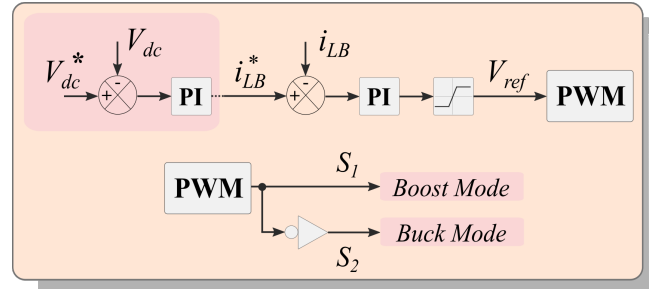 V_dc* V_dc + - PI i_LB* i_LB + - PI V_ref PWM
PWM S_1 Boost Mode
S_2 Buck Mode